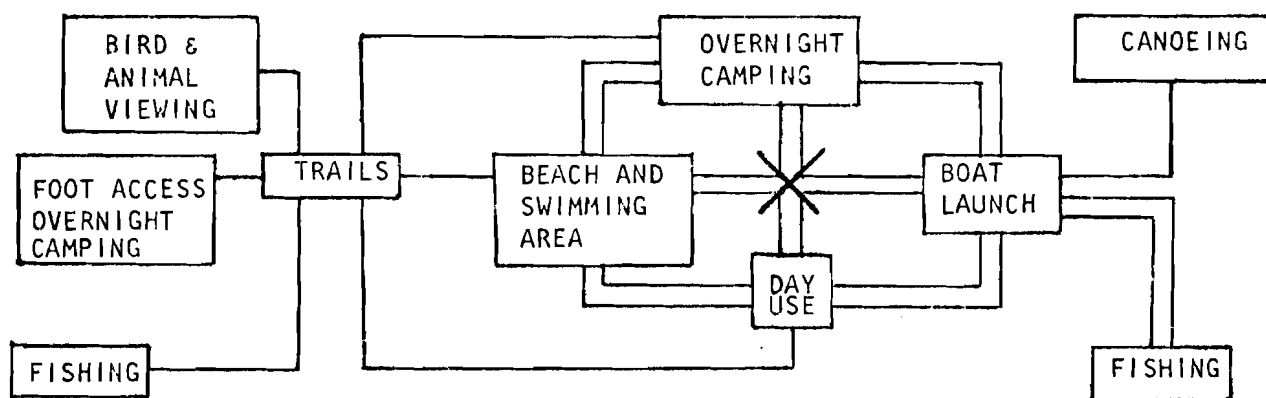 BIRD &
ANIMAL
VIEWING
OVERNIGHT
CAMPING
CANOEING
TRAILS
FOOT ACCESS
OVERNIGHT
CAMPING
BEACH AND
SWIMMING
AREA
BOAT
LAUNCH
DAY
USE
FISHING
FISHING